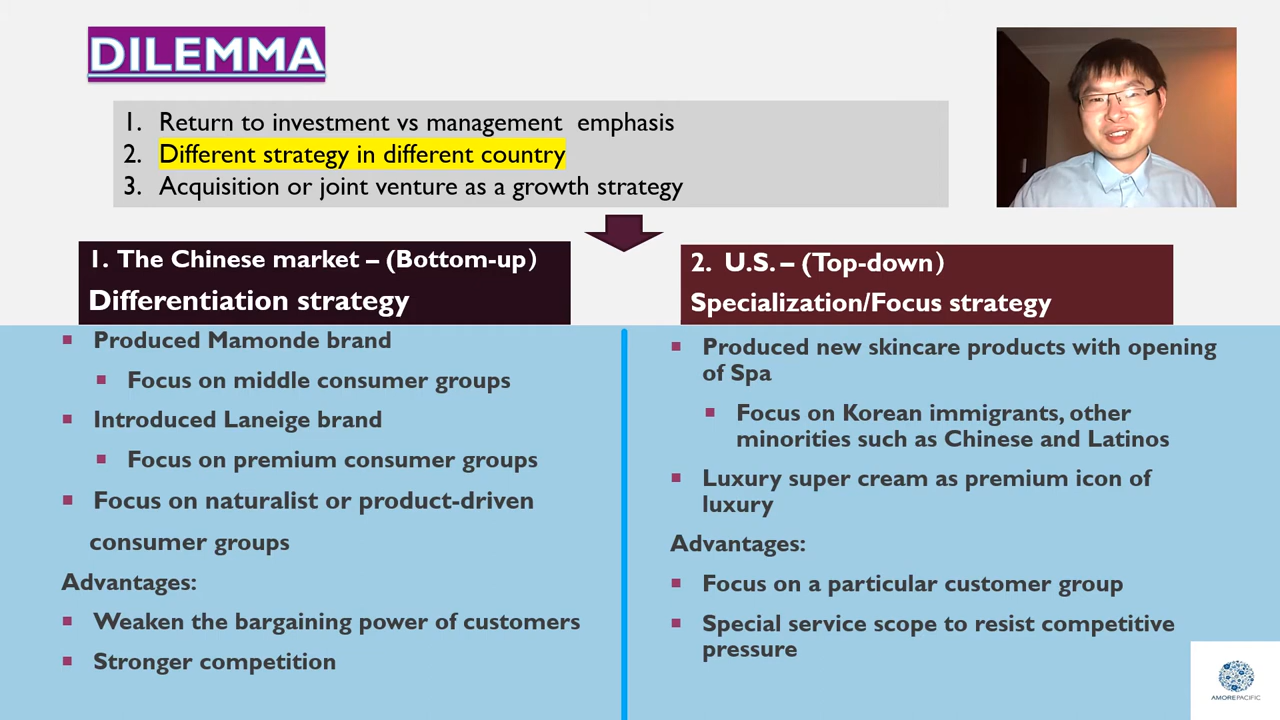 DILEMMA
1. Return to investment vs management emphasis
2. Different strategy in different country
3. Acquisition or joint venture as a growth strategy
1. The Chinese market – (Bottom-up）
Differentiation strategy
Produced Mamonde brand
Focus on middle consumer groups
Introduced Laneige brand
Focus on premium consumer groups
Focus on naturalist or product-driven
consumer groups
Advantages:
Weaken the bargaining power of customers
Stronger competition
2. U.S. – (Top-down）
Specialization/Focus strategy
Produced new skincare products with opening
of Spa
Focus on Korean immigrants, other
minorities such as Chinese and Latinos
Luxury super cream as premium icon of
luxury
Advantages:
Focus on a particular customer group
Special service scope to resist competitive
pressure
AMOREPACIFIC